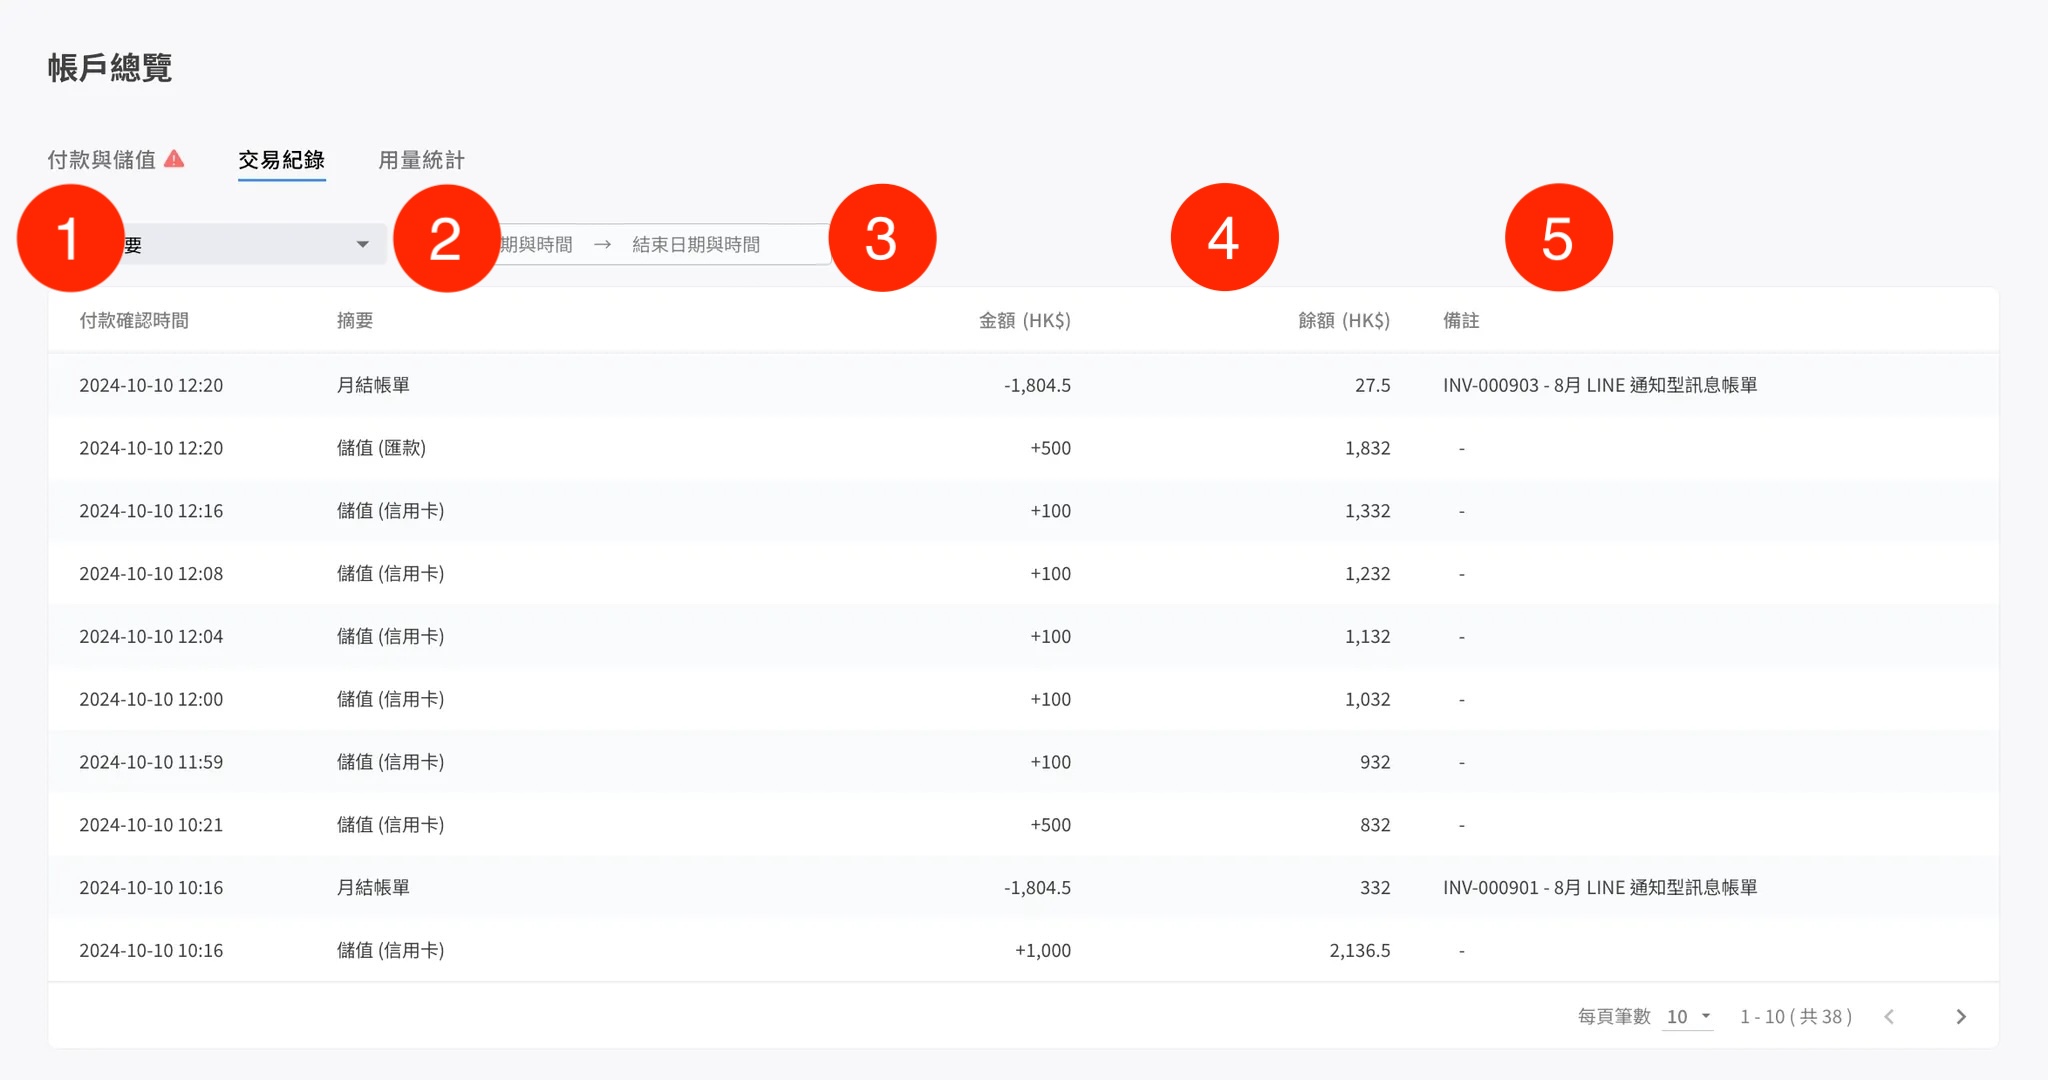 帳戶總覽
付款與儲值 交易紀錄 用量統計
1 要 2 期與時間 → 結束日期與時間 3 4 5
付款確認時間 摘要 金額 (HK$) 餘額 (HK$) 備註
2024-10-10 12:20 月結帳單 -1,804.5 27.5 INV-000903 - 8月 LINE 通知型訊息帳單
2024-10-10 12:20 儲值 (匯款) +500 1,832 -
2024-10-10 12:16 儲值 (信用卡) +100 1,332 -
2024-10-10 12:08 儲值 (信用卡) +100 1,232 -
2024-10-10 12:04 儲值 (信用卡) +100 1,132 -
2024-10-10 12:00 儲值 (信用卡) +100 1,032 -
2024-10-10 11:59 儲值 (信用卡) +100 932 -
2024-10-10 10:21 儲值 (信用卡) +500 832 -
2024-10-10 10:16 月結帳單 -1,804.5 332 INV-000901 - 8月 LINE 通知型訊息帳單
2024-10-10 10:16 儲值 (信用卡) +1,000 2,136.5 -
每頁筆數 10 1 - 10 ( 共 38 )